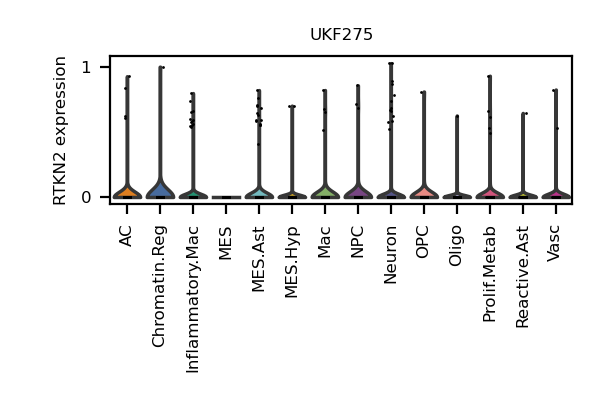 UKF275
RTKN2 expression
1
0
AC
Chromatin.Reg
Inflammatory.Mac
MES
MES.Ast
MES.Hyp
Mac
NPC
Neuron
OPC
Oligo
Prolif.Metab
Reactive.Ast
Vasc